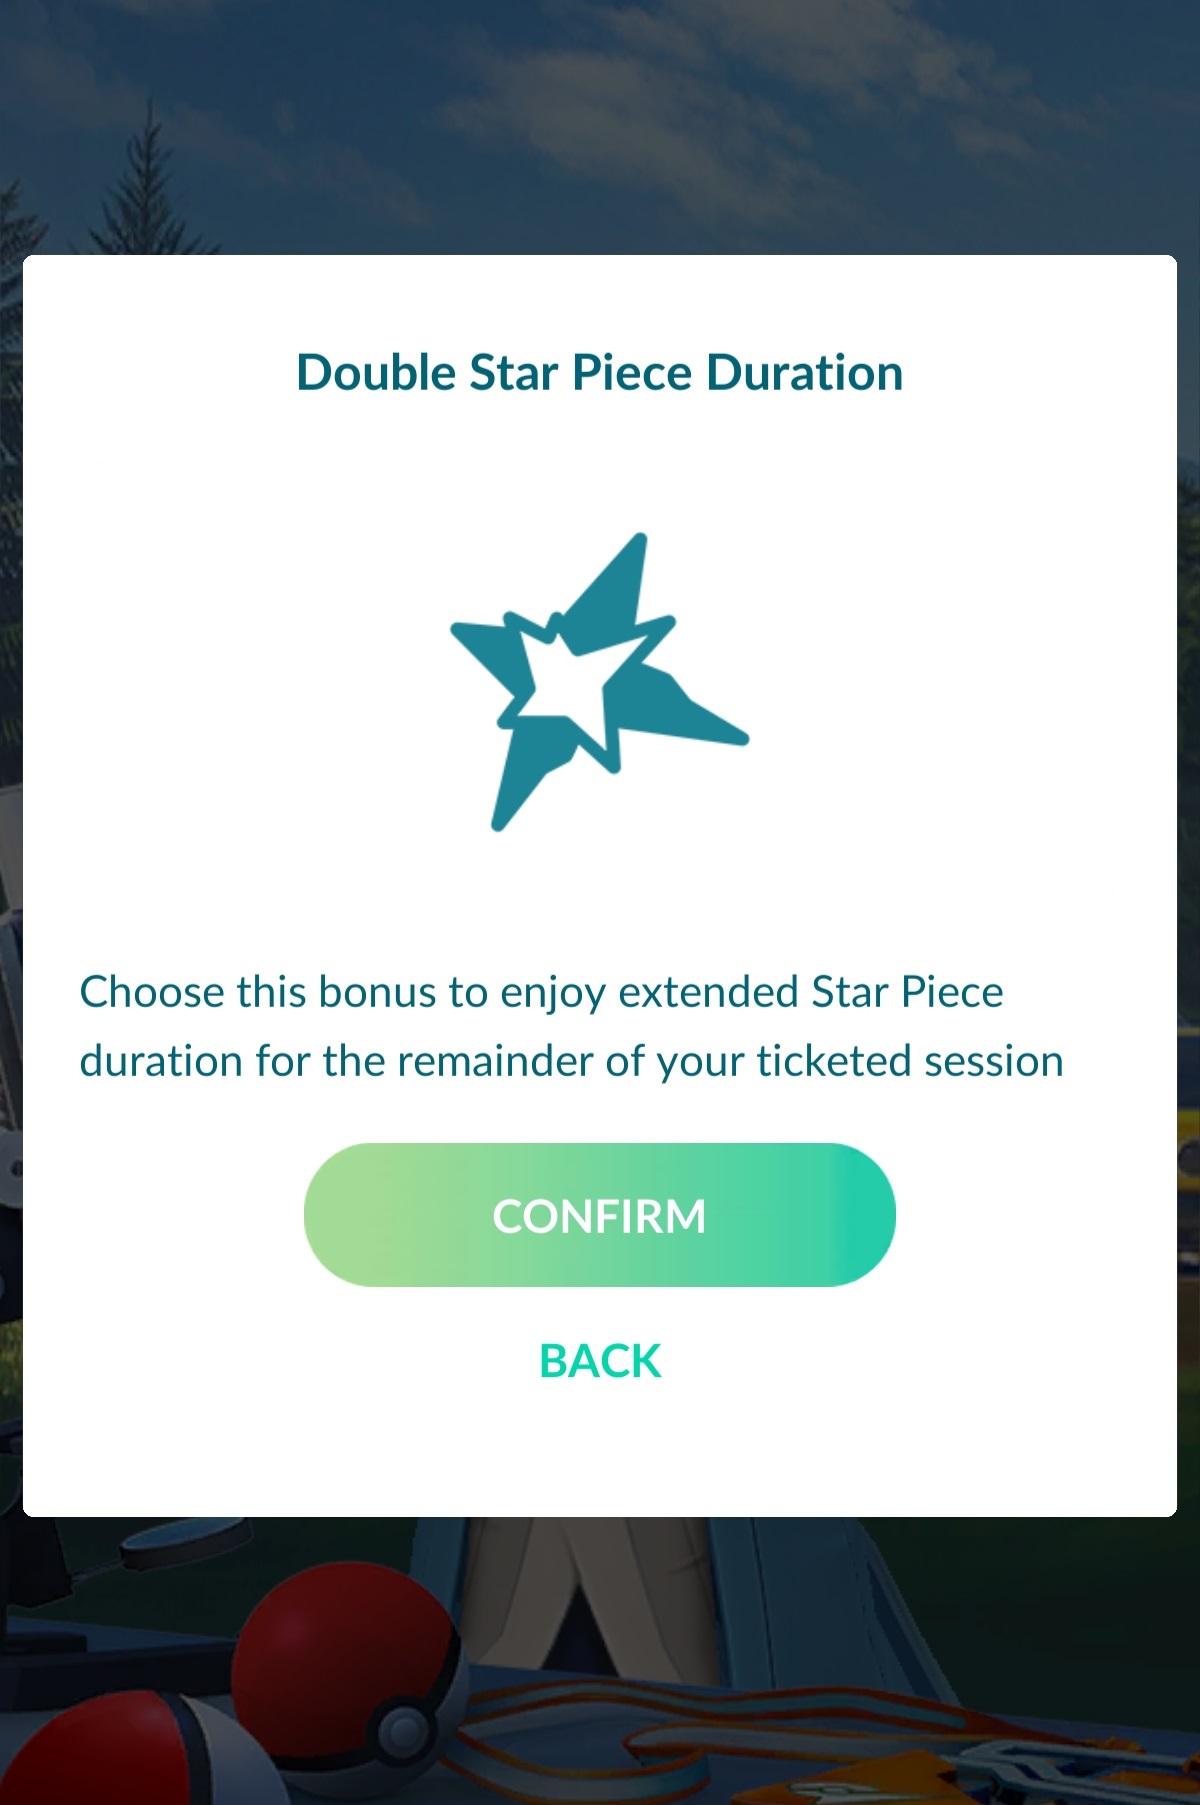 Double Star Piece Duration
Choose this bonus to enjoy extended Star Piece
duration for the remainder of your ticketed session
CONFIRM
BACK